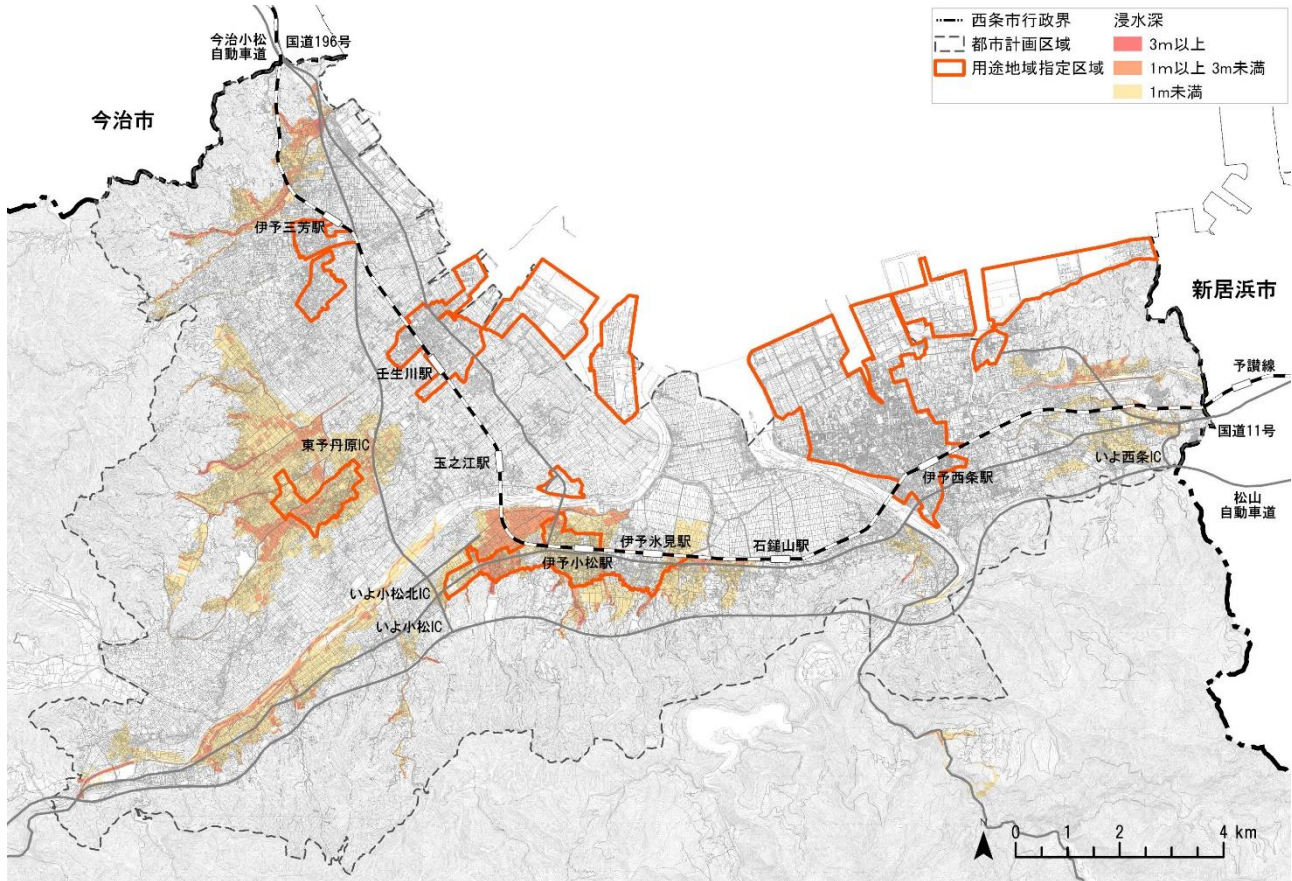 今治小松
自動車道
国道196号
西条市行政界
都市計画区域
用途地域指定区域
浸水深
3m以上
1m以上 3m未満
1m未満
今治市
伊予三芳駅
新居浜市
壬生川駅
予讃線
国道11号
東予丹原IC
玉之江駅
伊予西条駅
いよ西条IC
松山
自動車道
伊予氷見駅
石鎚山駅
伊予小松駅
いよ小松北IC
いよ小松IC
0 1 2 4 km